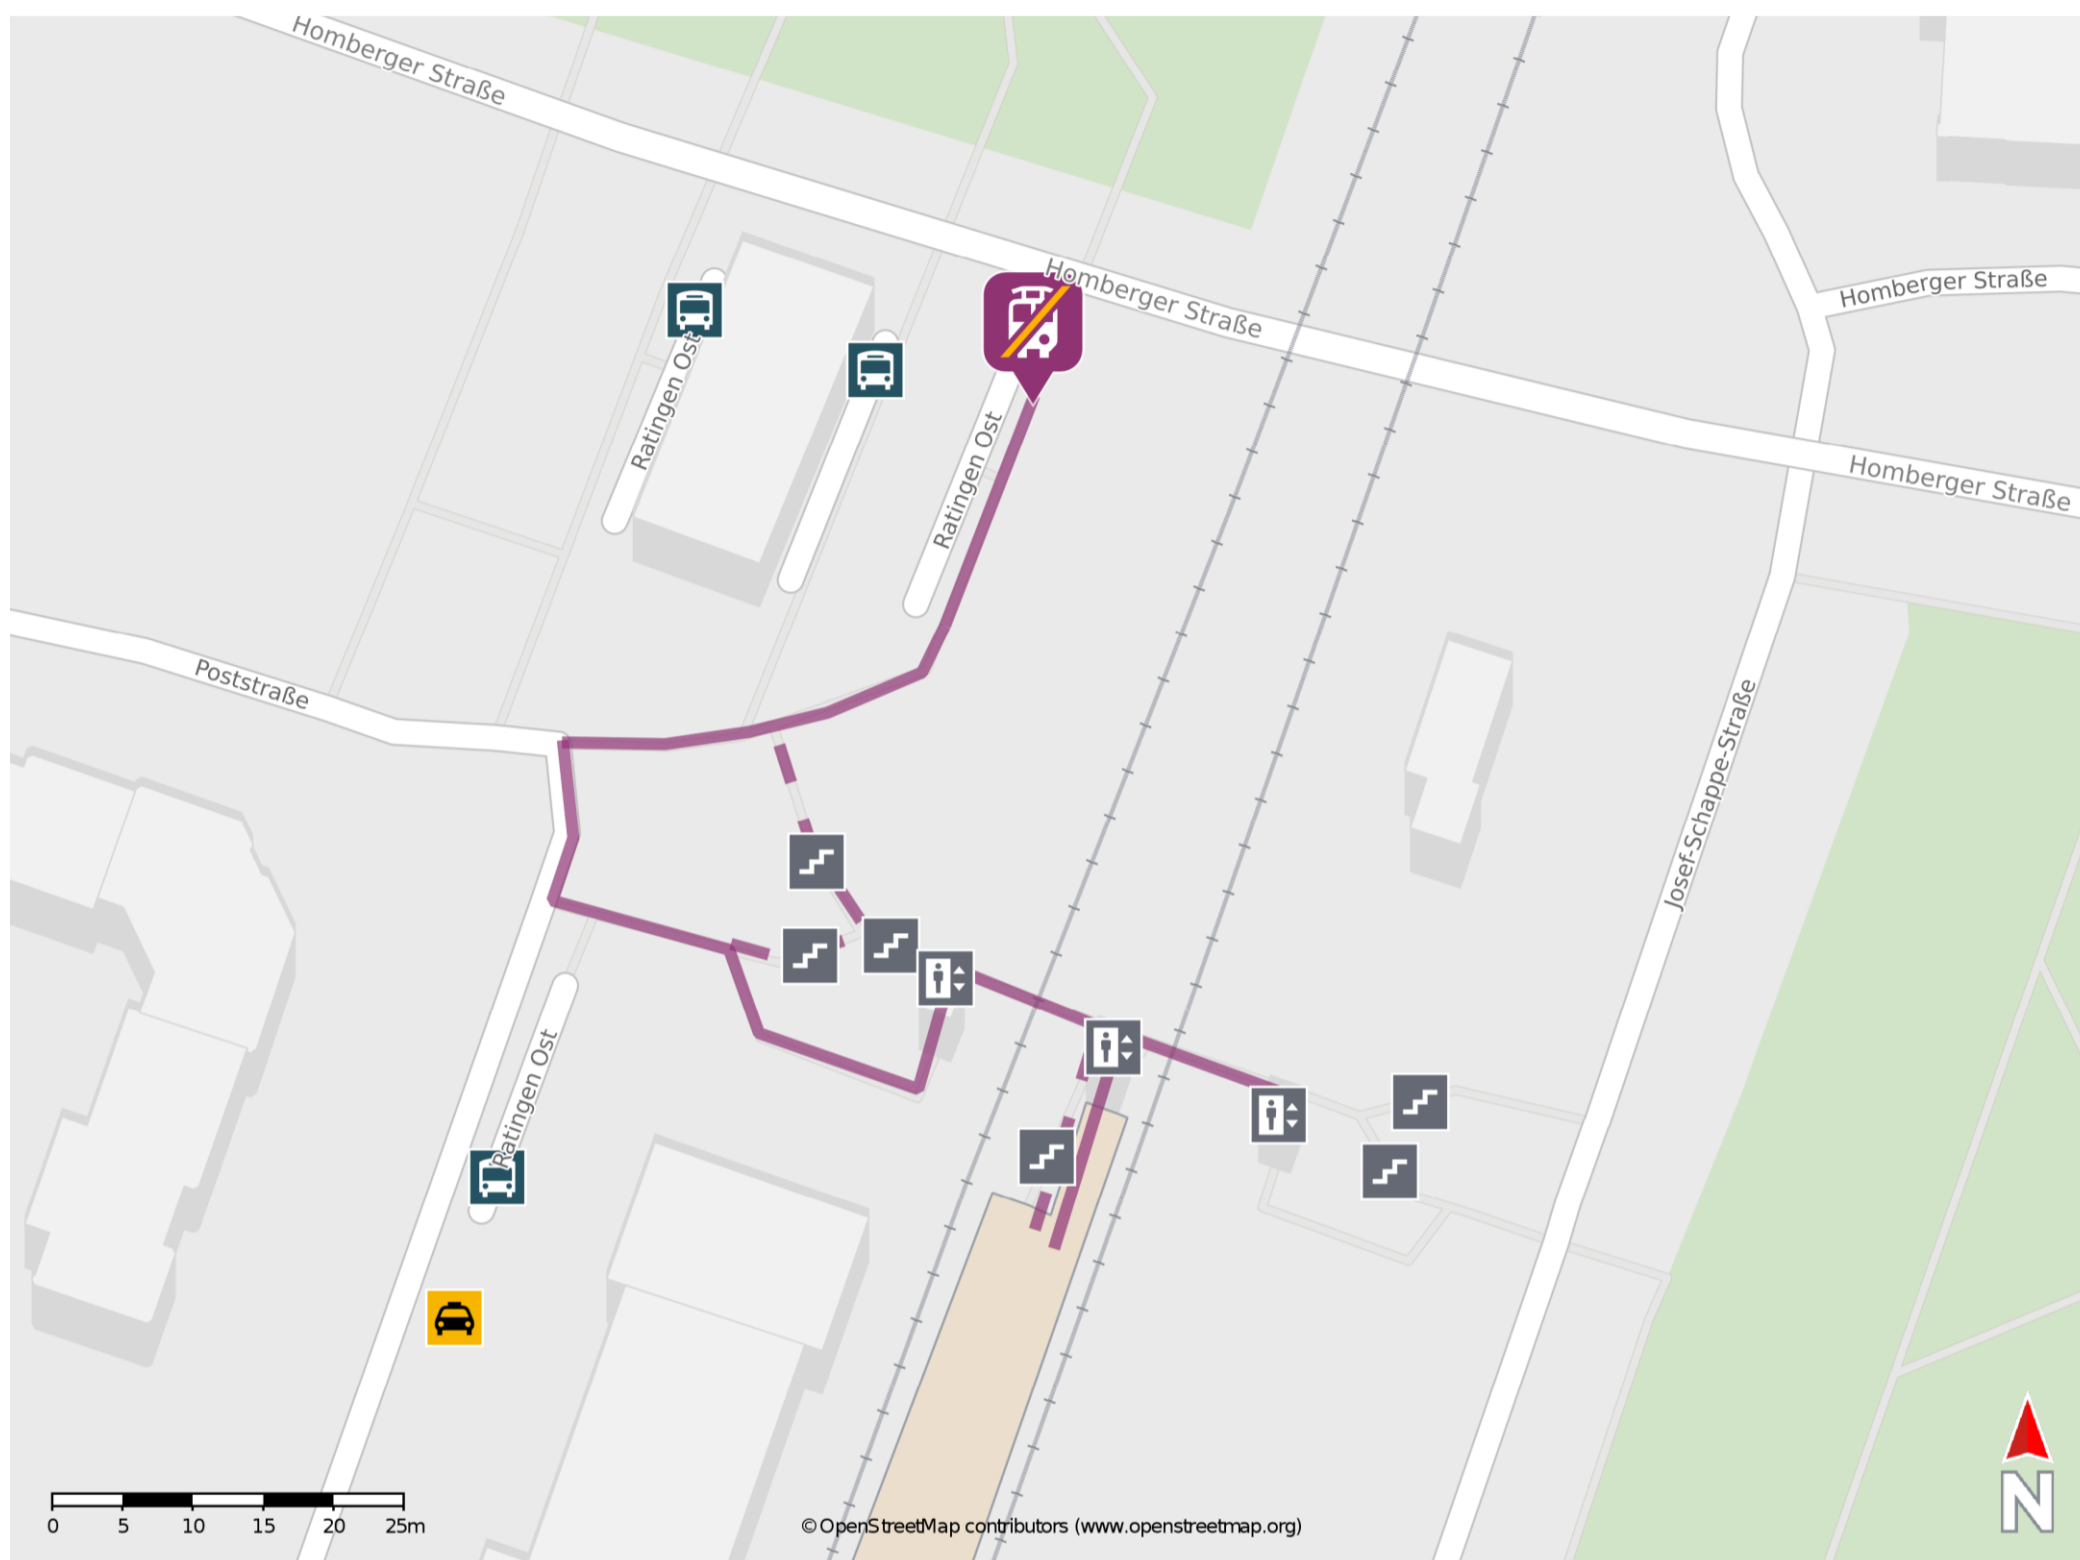 Homberger Straße
Homberger Straße
Homberger Straße
Ratingen Ost
Ratingen Ost
Homberger Straße
Poststraße
Josef-Schappe-Straße
Ratingen Ost
N
0 5 10 15 20 25m
© OpenStreetMap contributors (www.openstreetmap.org)